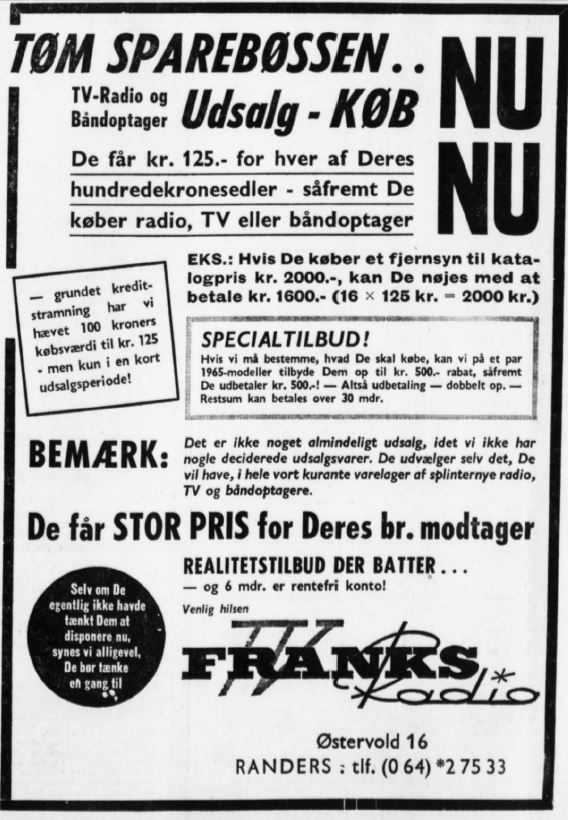 TØM SPAREBØSSEN..
NU
NU
TV-Radio og
Båndoptager
Udsalg - KØB
De får kr. 125.- for hver af Deres
hundredekronesedler - såfremt De
køber radio, TV eller båndoptager
EKS.: Hvis De køber et fjernsyn til kata-
logpris kr. 2000.-, kan De nøjes med at
betale kr. 1600.- (16 × 125 kr. = 2000 kr.)
— grundet kredit-
stramning har vi
hævet 100 kroners
købsværdi til kr. 125
- men kun i en kort
udsalgsperiode!
SPECIALTILBUD!
Hvis vi må bestemme, hvad De skal købe, kan vi på et par
1965-modeller tilbyde Dem op til kr. 500.- rabat, såfremt
De udbetaler kr. 500,-! — Altså udbetaling — dobbelt op. —
Restsum kan betales over 30 mdr.
BEMÆRK:
Det er ikke noget almindeligt udsalg, idet vi ikke har
nogle deciderede udsalgsvarer. De udvælger selv det, De
vil have, i hele vort kurante varelager af splinternye radio,
TV og båndoptagere.
De får STOR PRIS for Deres br. modtager
REALITETSTILBUD DER BATTER...
— og 6 mdr. er rentefri konto!
Selv om De
egentlig ikke havde
tænkt Dem at
disponere nu,
synes vi alligevel,
De bør tænke
en gang til
Venlig hilsen
TV
FRANKS
Radio
Østervold 16
RANDERS : tlf. (0 64) *2 75 33